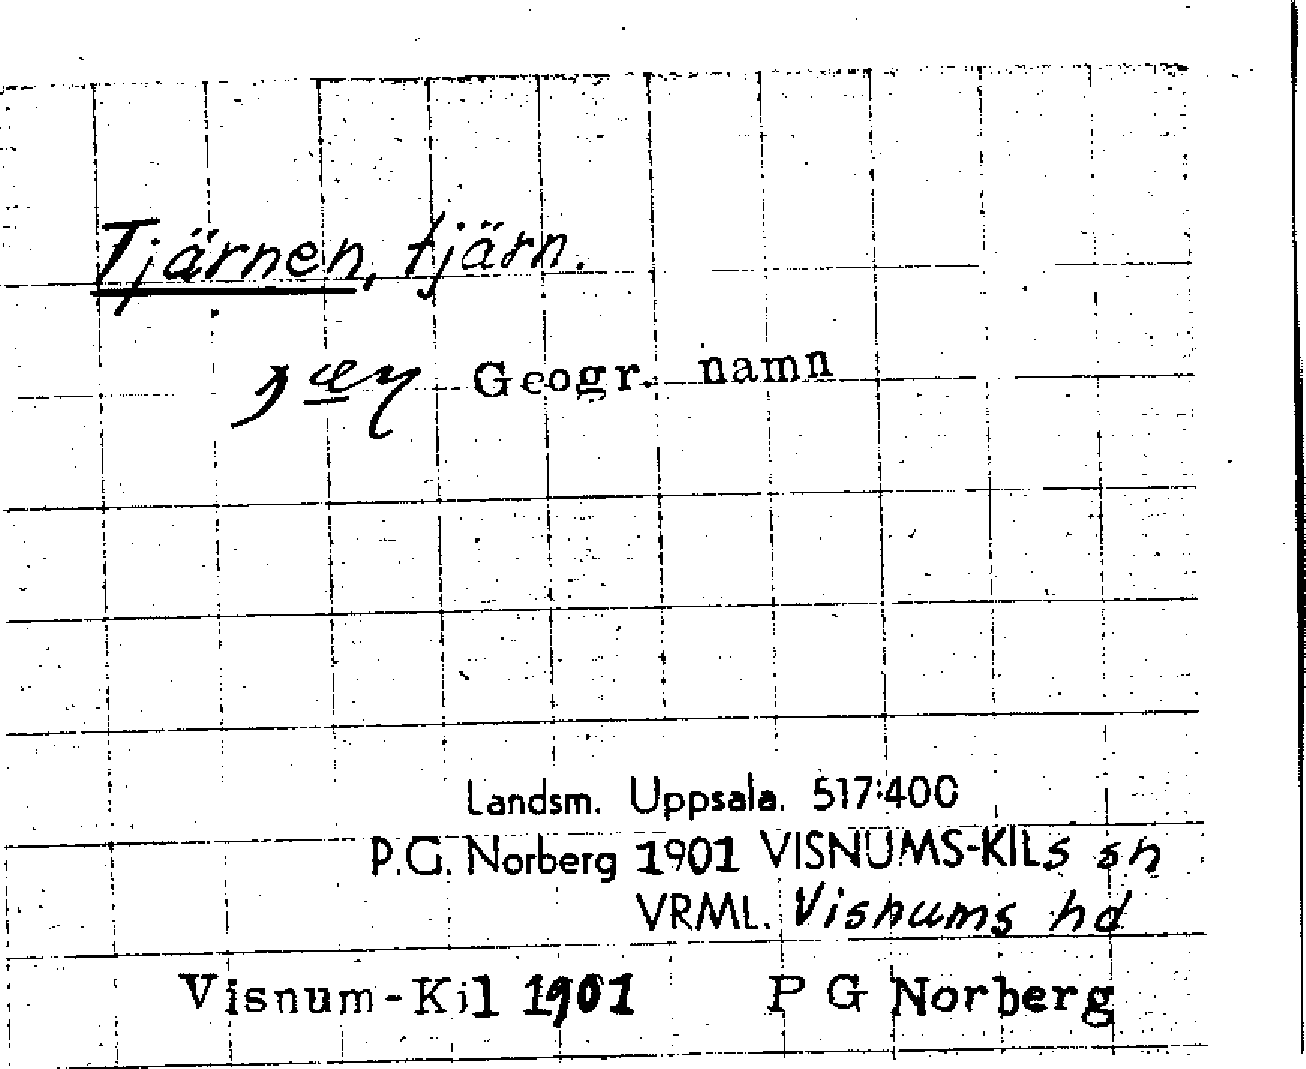 Tjärnen, tjärn.
Geogr. namn
Landsm. Uppsala. 517:400
P.G. Norberg 1901 VISNUMS-KILs sn
VRML. Visnums hd
Visnum-Kil 1901 P G Norberg